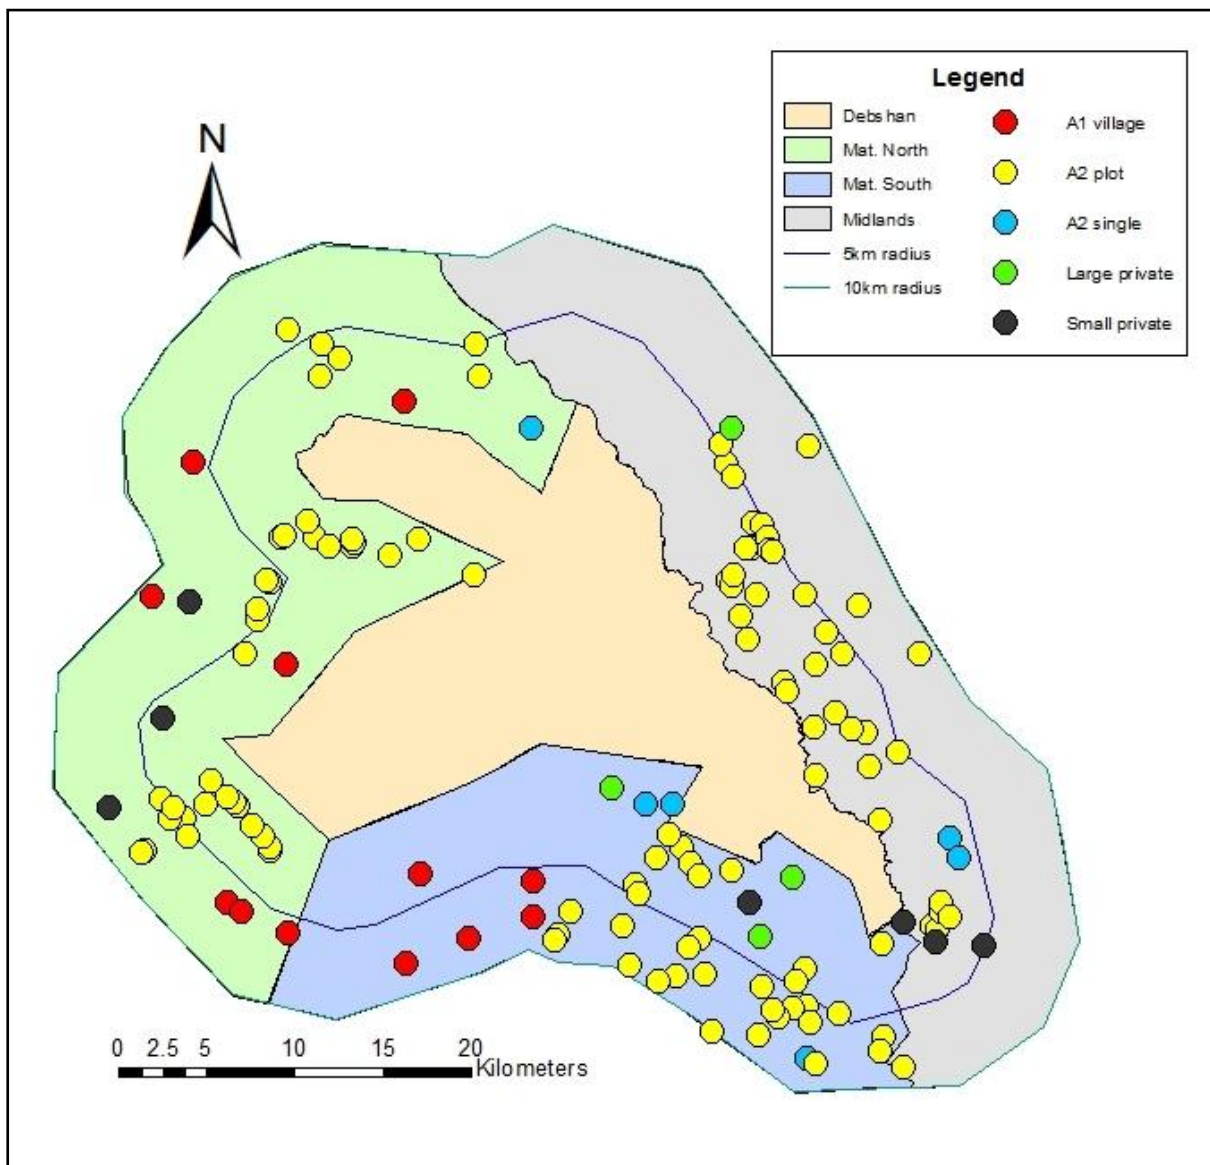 Legend
Debshan
Mat. North
Mat. South
Midlands
5km radius
10km radius
A1 village
A2 plot
A2 single
Large private
Small private
N
0 2.5 5 10 15 20
Kilometers